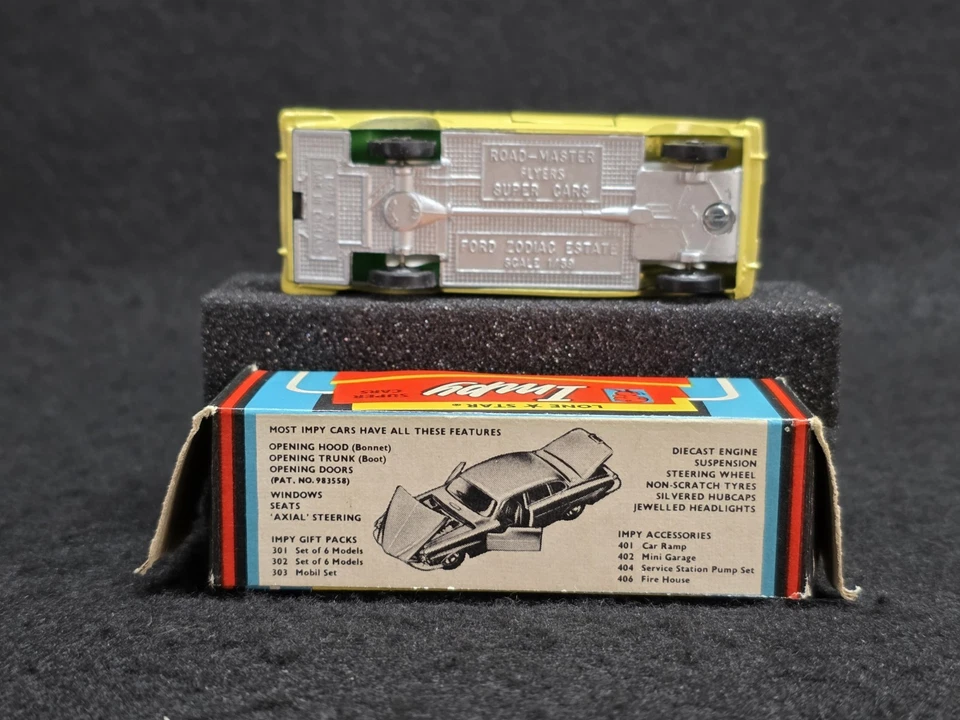 ROAD-MASTER
FLYERS
SUPER CARS
FORD ZODIAC ESTATE
SUPER CARS
Impy
LONE ★ STAR
MOST IMPY CARS HAVE ALL THESE FEATURES
OPENING HOOD (Bonnet)
OPENING TRUNK (Boot)
OPENING DOORS
(PAT. NO. 983558)
WINDOWS
SEATS
'AXIAL' STEERING
IMPY GIFT PACKS
301 Set of 6 Models
302 Set of 6 Models
303 Mobil Set
DIECAST ENGINE
SUSPENSION
STEERING WHEEL
NON-SCRATCH TYRES
SILVERED HUBCAPS
JEWELLED HEADLIGHTS
IMPY ACCESSORIES
401 Car Ramp
402 Mini Garage
404 Service Station Pump Set
406 Fire House